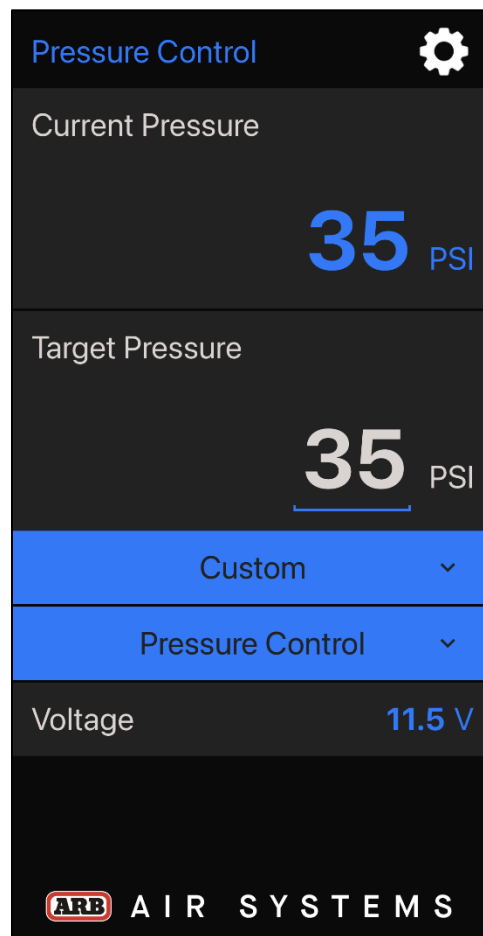 Pressure Control
Current Pressure
35 PSI
Target Pressure
35 PSI
Custom
Pressure Control
Voltage 11.5 V
ARB AIR SYSTEMS